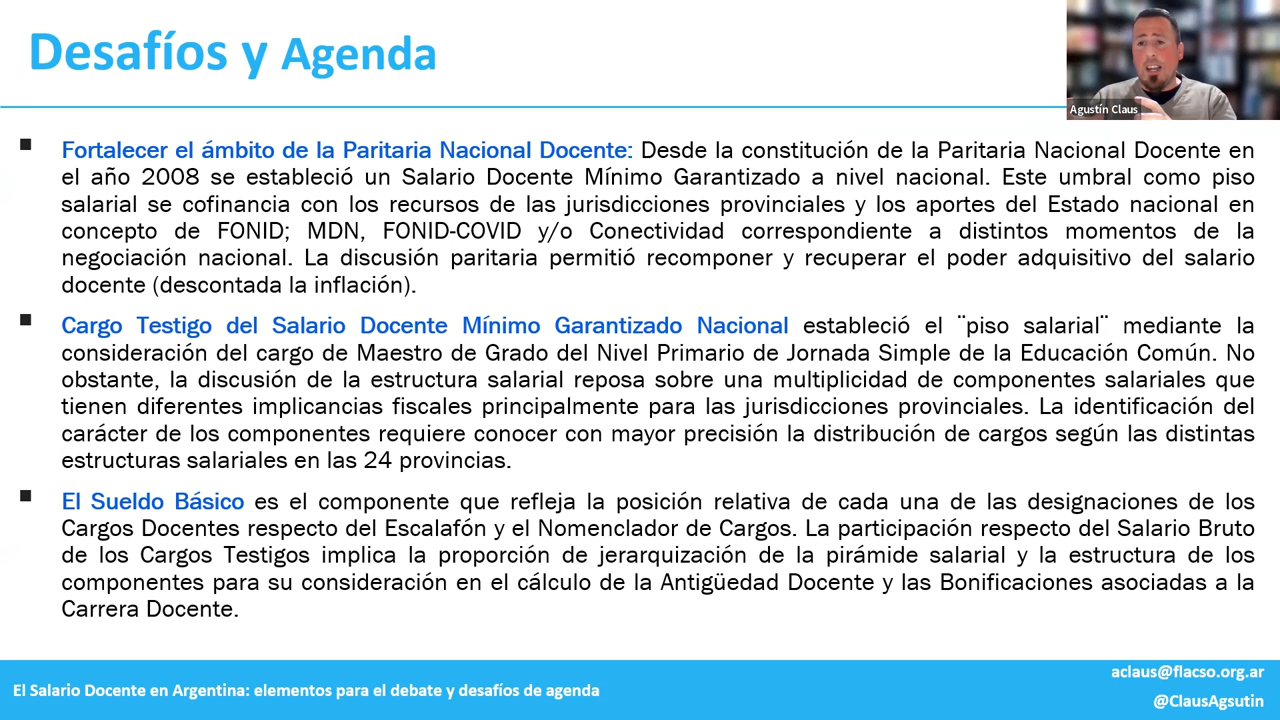 Desafíos y Agenda
Agustín Claus
▪ Fortalecer el ámbito de la Paritaria Nacional Docente: Desde la constitución de la Paritaria Nacional Docente en
el año 2008 se estableció un Salario Docente Mínimo Garantizado a nivel nacional. Este umbral como piso
salarial se cofinancia con los recursos de las jurisdicciones provinciales y los aportes del Estado nacional en
concepto de FONID; MDN, FONID-COVID y/o Conectividad correspondiente a distintos momentos de la
negociación nacional. La discusión paritaria permitió recomponer y recuperar el poder adquisitivo del salario
docente (descontada la inflación).
▪ Cargo Testigo del Salario Docente Mínimo Garantizado Nacional estableció el ¨piso salarial¨ mediante la
consideración del cargo de Maestro de Grado del Nivel Primario de Jornada Simple de la Educación Común. No
obstante, la discusión de la estructura salarial reposa sobre una multiplicidad de componentes salariales que
tienen diferentes implicancias fiscales principalmente para las jurisdicciones provinciales. La identificación del
carácter de los componentes requiere conocer con mayor precisión la distribución de cargos según las distintas
estructuras salariales en las 24 provincias.
▪ El Sueldo Básico es el componente que refleja la posición relativa de cada una de las designaciones de los
Cargos Docentes respecto del Escalafón y el Nomenclador de Cargos. La participación respecto del Salario Bruto
de los Cargos Testigos implica la proporción de jerarquización de la pirámide salarial y la estructura de los
componentes para su consideración en el cálculo de la Antigüedad Docente y las Bonificaciones asociadas a la
Carrera Docente.
El Salario Docente en Argentina: elementos para el debate y desafíos de agenda
aclaus@flacso.org.ar
@ClausAgsutin